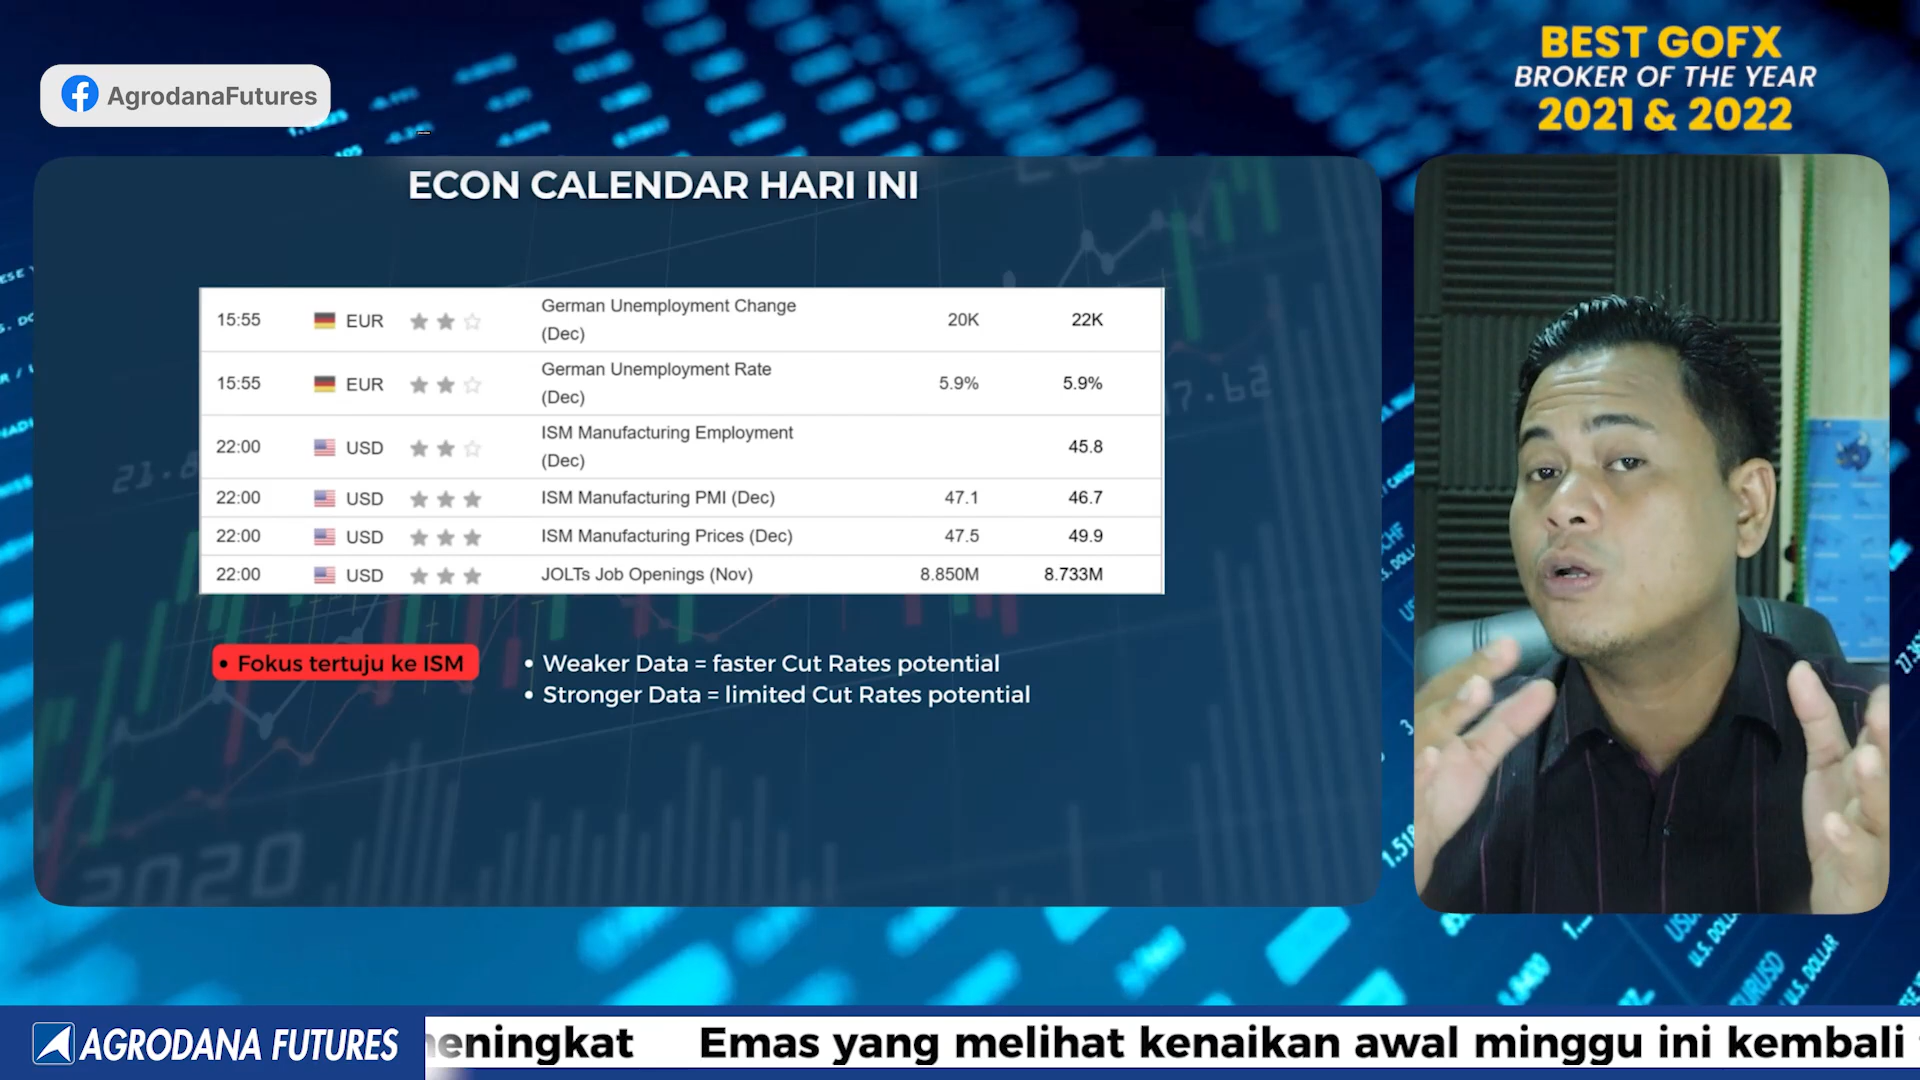 AgrodanaFutures
BEST GOFX
BROKER OF THE YEAR
2021 & 2022
ECON CALENDAR HARI INI
15:55 EUR German Unemployment Change (Dec) 20K 22K
15:55 EUR German Unemployment Rate (Dec) 5.9% 5.9%
22:00 USD ISM Manufacturing Employment (Dec) 45.8
22:00 USD ISM Manufacturing PMI (Dec) 47.1 46.7
22:00 USD ISM Manufacturing Prices (Dec) 47.5 49.9
22:00 USD JOLTs Job Openings (Nov) 8.850M 8.733M
• Fokus tertuju ke ISM
• Weaker Data = faster Cut Rates potential
• Stronger Data = limited Cut Rates potential
2020
AGRODANA FUTURES
eningkat Emas yang melihat kenaikan awal minggu ini kembali